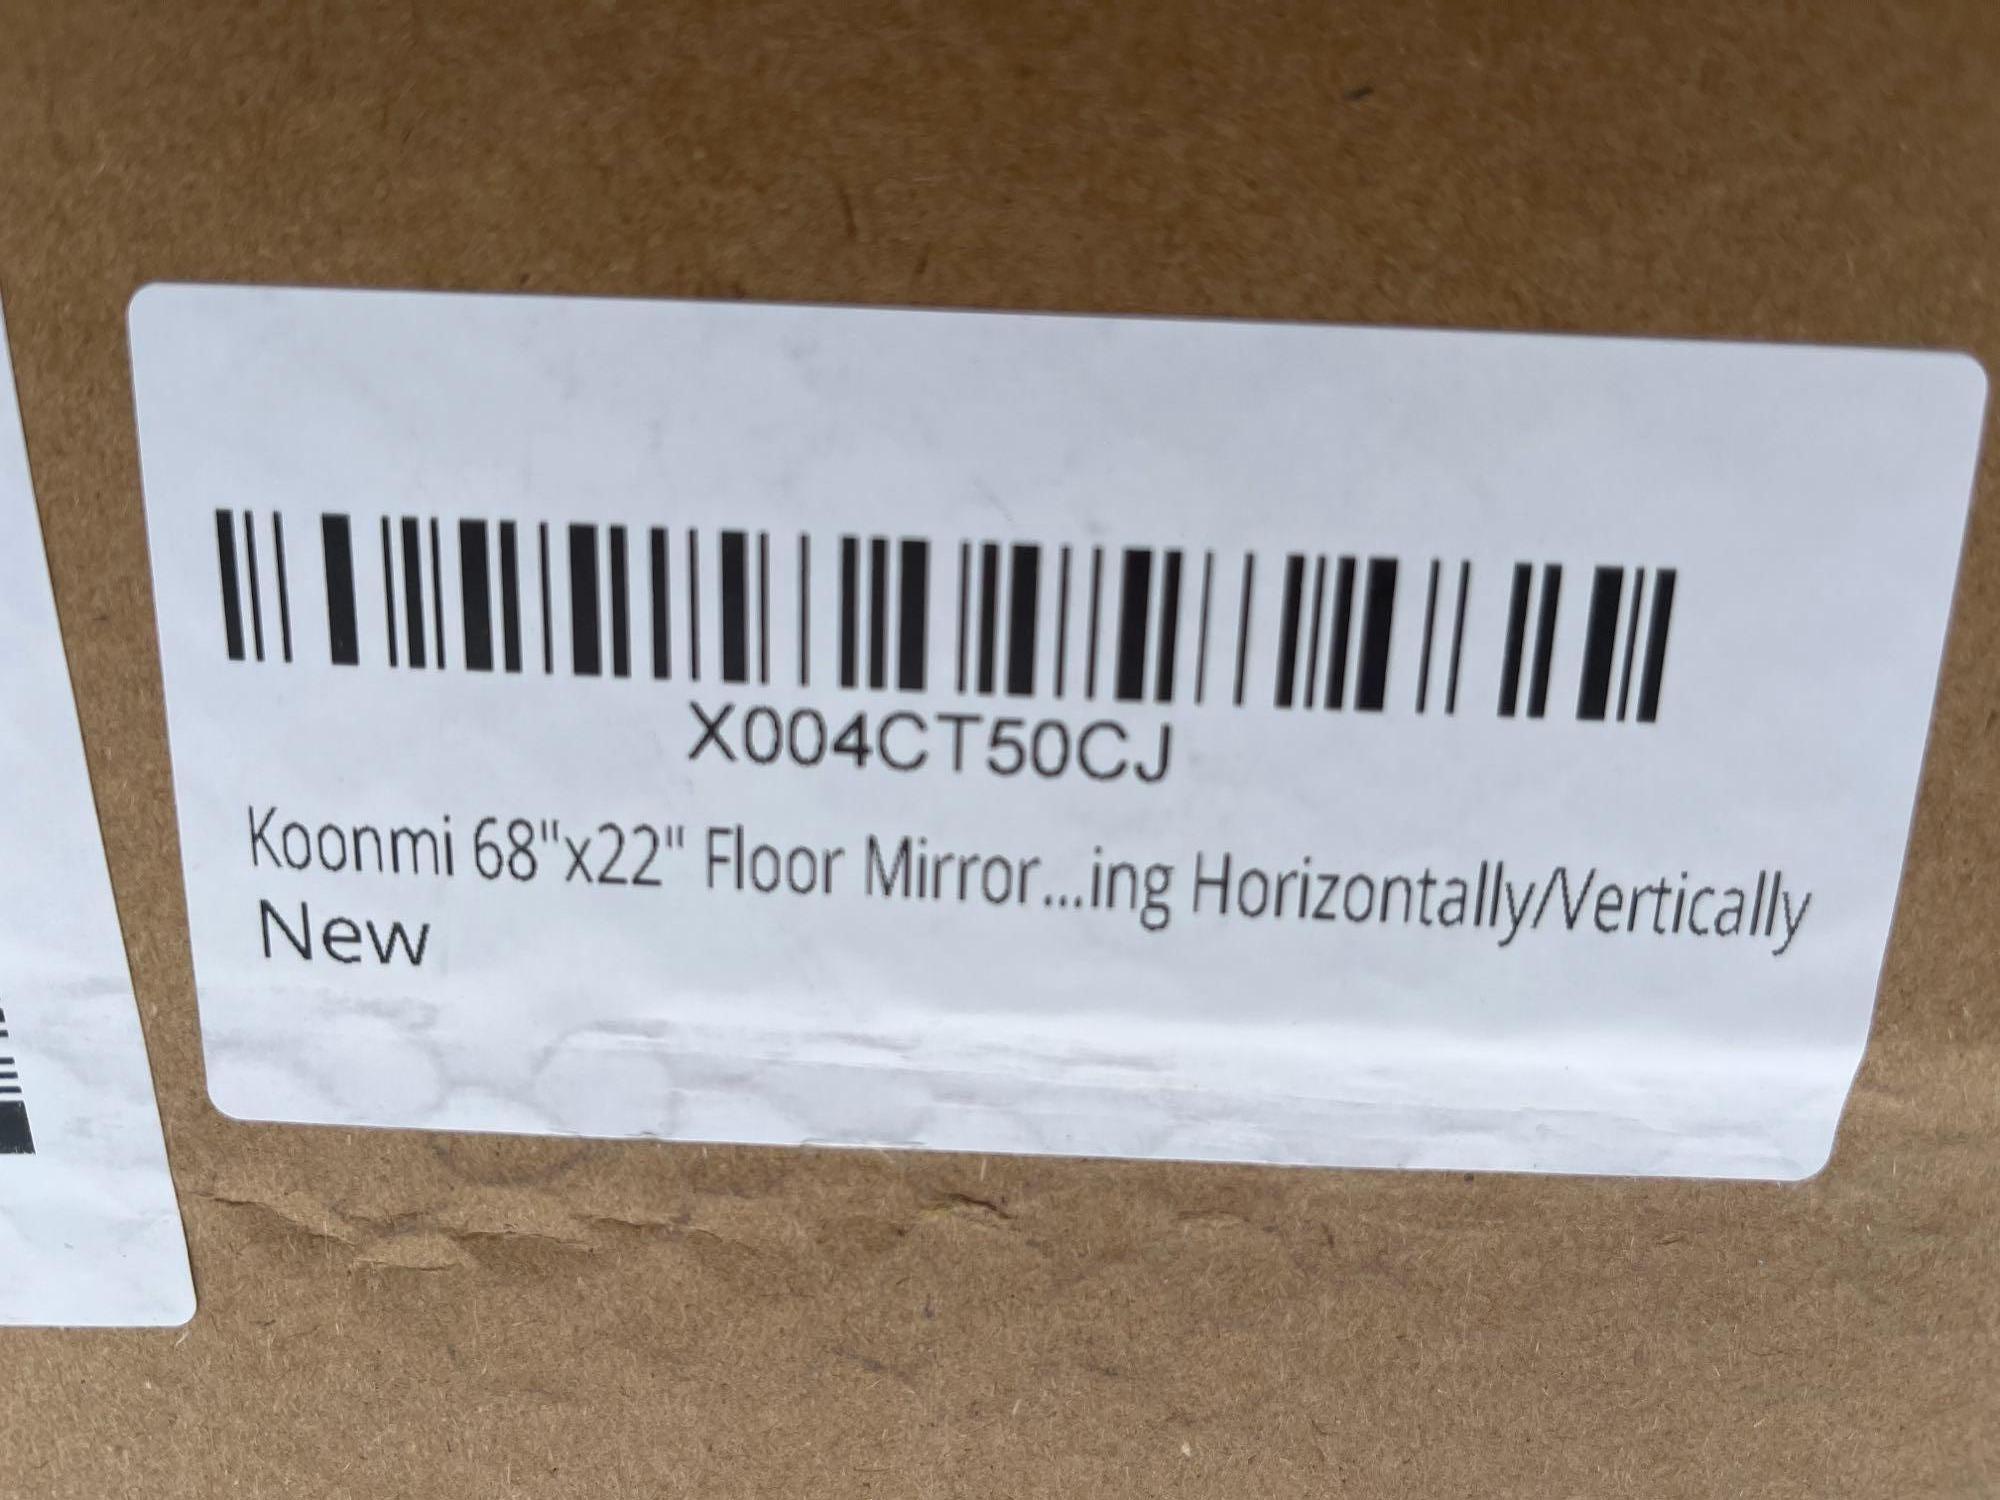 X004CT50CJ
Koonmi 68"x22" Floor Mirror...ing Horizontally/Vertically
New